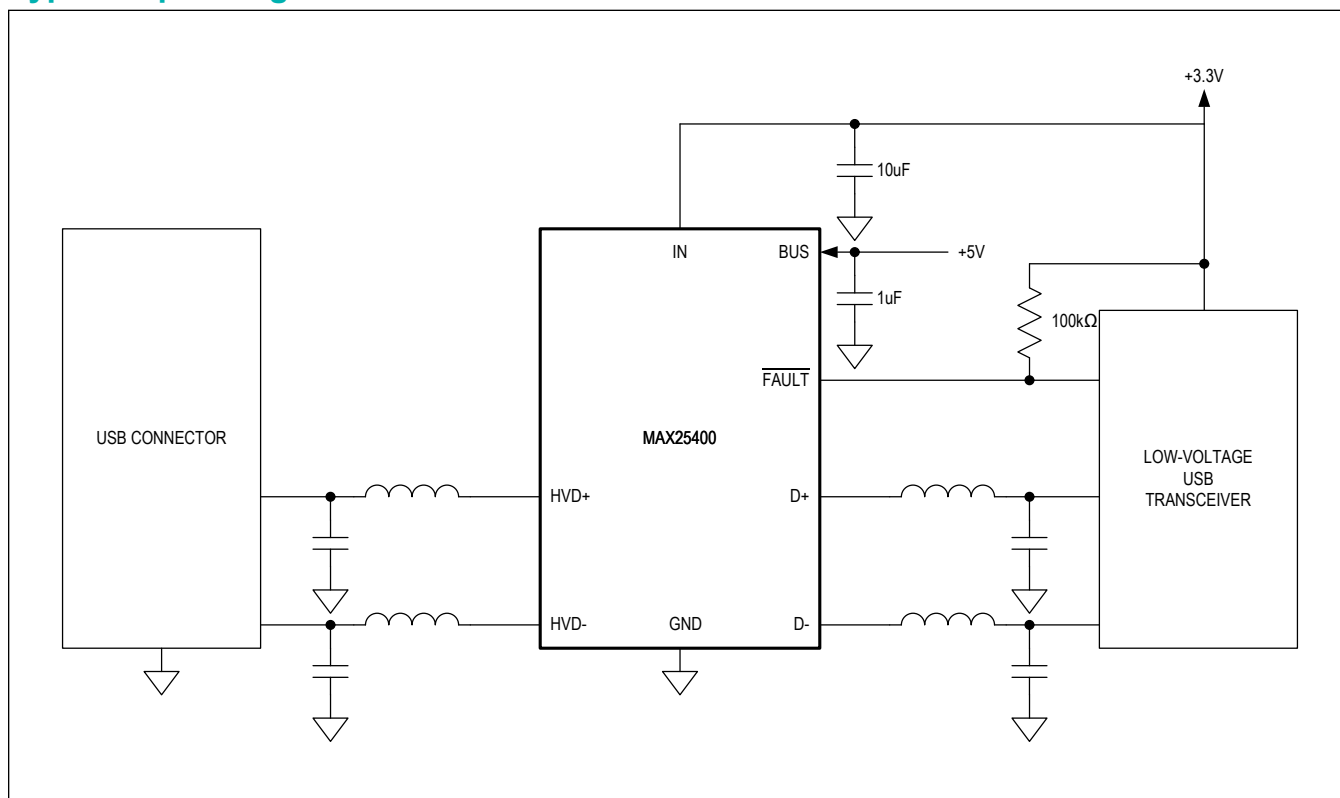 +3.3V
10uF
IN
BUS
+5V
1uF
100kΩ
FAULT
USB CONNECTOR
MAX25400
LOW-VOLTAGE
USB
TRANSCEIVER
HVD+
D+
HVD-
GND
D-